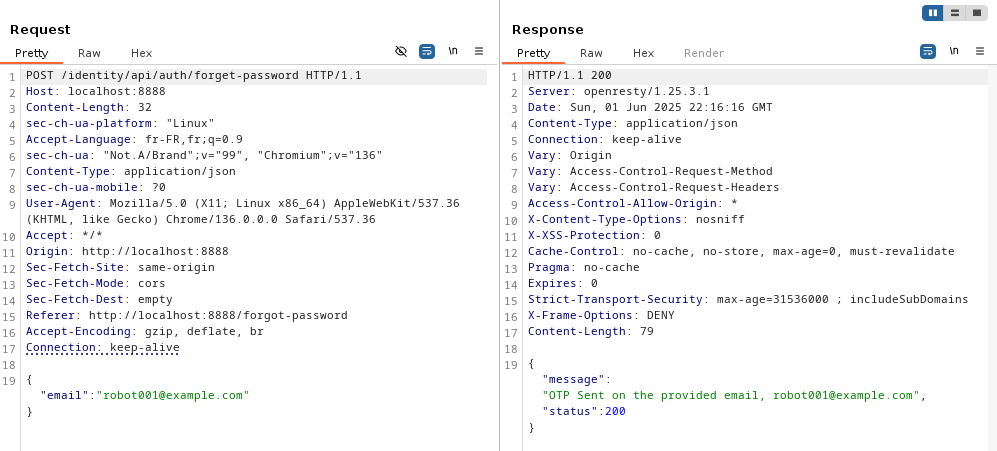 Request
Pretty Raw Hex
\n
1 POST /identity/api/auth/forget-password HTTP/1.1
2 Host: localhost:8888
3 Content-Length: 32
4 sec-ch-ua-platform: "Linux"
5 Accept-Language: fr-FR,fr;q=0.9
6 sec-ch-ua: "Not.A/Brand";v="99", "Chromium";v="136"
7 Content-Type: application/json
8 sec-ch-ua-mobile: ?0
9 User-Agent: Mozilla/5.0 (X11; Linux x86_64) AppleWebKit/537.36
(KHTML, like Gecko) Chrome/136.0.0.0 Safari/537.36
10 Accept: */*
11 Origin: http://localhost:8888
12 Sec-Fetch-Site: same-origin
13 Sec-Fetch-Mode: cors
14 Sec-Fetch-Dest: empty
15 Referer: http://localhost:8888/forgot-password
16 Accept-Encoding: gzip, deflate, br
17 Connection: keep-alive
18
19 {
"email":"robot001@example.com"
}
Response
Pretty Raw Hex Render
\n
1 HTTP/1.1 200
2 Server: openresty/1.25.3.1
3 Date: Sun, 01 Jun 2025 22:16:16 GMT
4 Content-Type: application/json
5 Connection: keep-alive
6 Vary: Origin
7 Vary: Access-Control-Request-Method
8 Vary: Access-Control-Request-Headers
9 Access-Control-Allow-Origin: *
10 X-Content-Type-Options: nosniff
11 X-XSS-Protection: 0
12 Cache-Control: no-cache, no-store, max-age=0, must-revalidate
13 Pragma: no-cache
14 Expires: 0
15 Strict-Transport-Security: max-age=31536000 ; includeSubDomains
16 X-Frame-Options: DENY
17 Content-Length: 79
18
19 {
"message":
"OTP Sent on the provided email, robot001@example.com",
"status":200
}